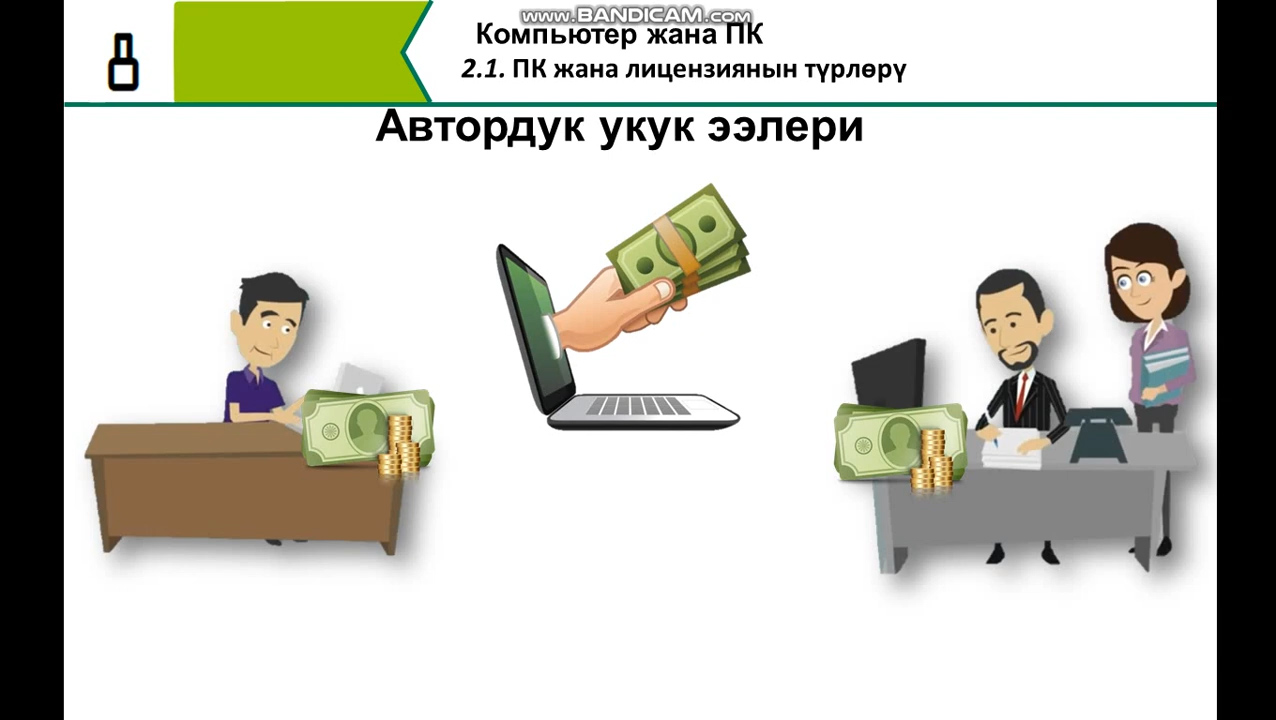 www.BANDICAM.com
8
Компьютер жана ПК
2.1. ПК жана лицензиянын түрлөрү
Автордук укук ээлери